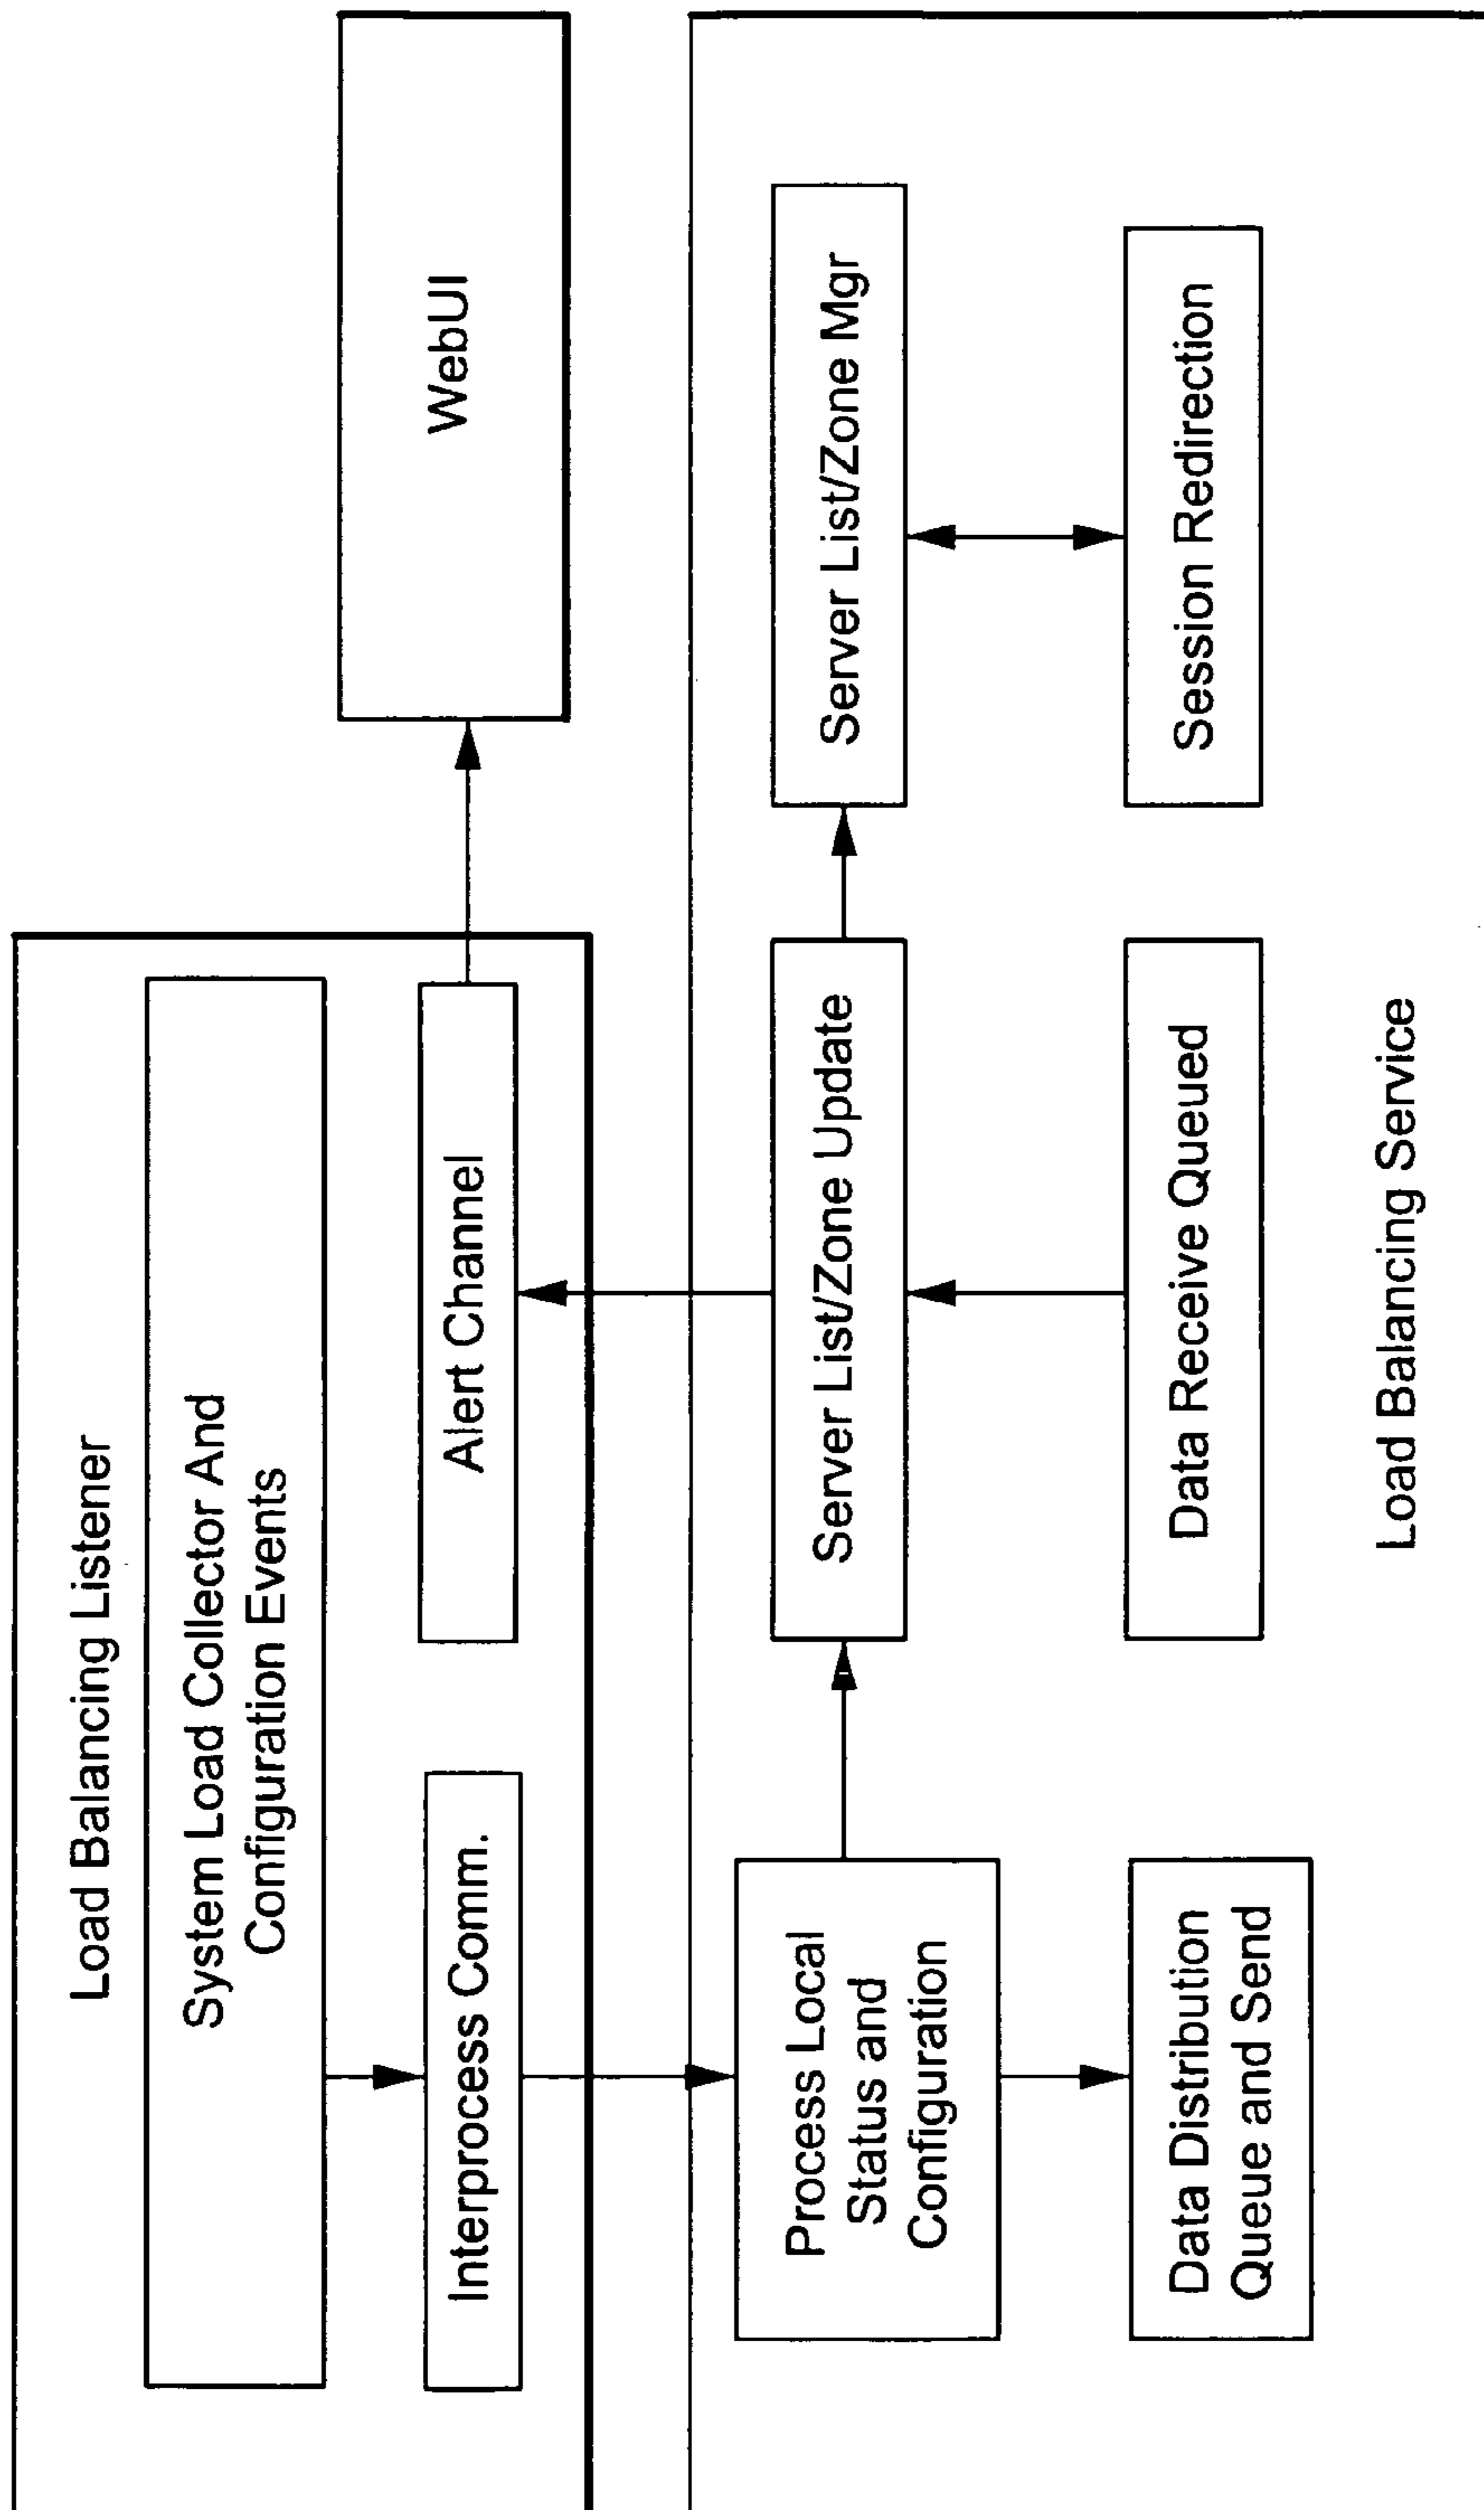 Load Balancing Listener
System Load Collector And
Configuration Events
Interprocess Comm.
Alert Channel
WebUI
Process Local
Status and
Configuration
Server List/Zone Update
Server List/Zone Mgr
Data Distribution
Queue and Send
Data Receive Queued
Session Redirection
Load Balancing Service